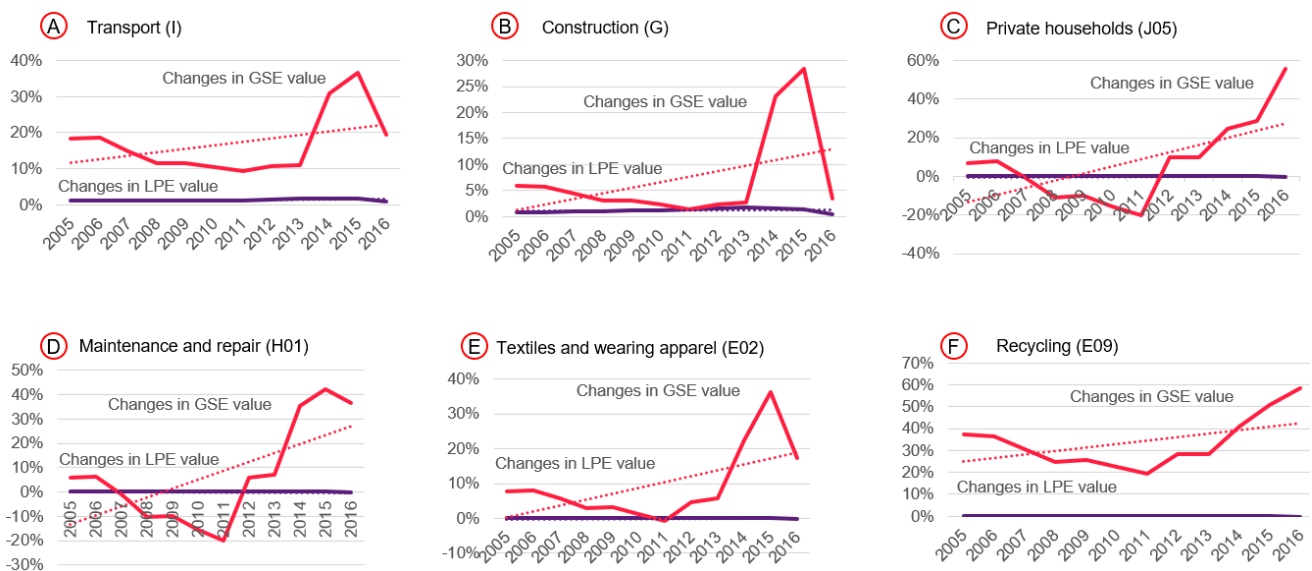 A Transport (I)
40%
30%
20%
10%
0%
Changes in GSE value
Changes in LPE value
2005 2006 2007 2008 2009 2010 2011 2012 2013 2014 2015 2016
B Construction (G)
30%
25%
20%
15%
10%
5%
0%
Changes in GSE value
Changes in LPE value
2005 2006 2007 2008 2009 2010 2011 2012 2013 2014 2015 2016
C Private households (J05)
60%
40%
20%
0%
-20%
-40%
Changes in GSE value
Changes in LPE value
2005 2006 2007 2008 2009 2010 2011 2012 2013 2014 2015 2016
D Maintenance and repair (H01)
50%
40%
30%
20%
10%
0%
-10%
-20%
-30%
Changes in GSE value
Changes in LPE value
2005 2006 2007 2008 2009 2010 2011 2012 2013 2014 2015 2016
E Textiles and wearing apparel (E02)
40%
30%
20%
10%
0%
-10%
Changes in GSE value
Changes in LPE value
2005 2006 2007 2008 2009 2010 2011 2012 2013 2014 2015 2016
F Recycling (E09)
70%
60%
50%
40%
30%
20%
10%
0%
Changes in GSE value
Changes in LPE value
2005 2006 2007 2008 2009 2010 2011 2012 2013 2014 2015 2016